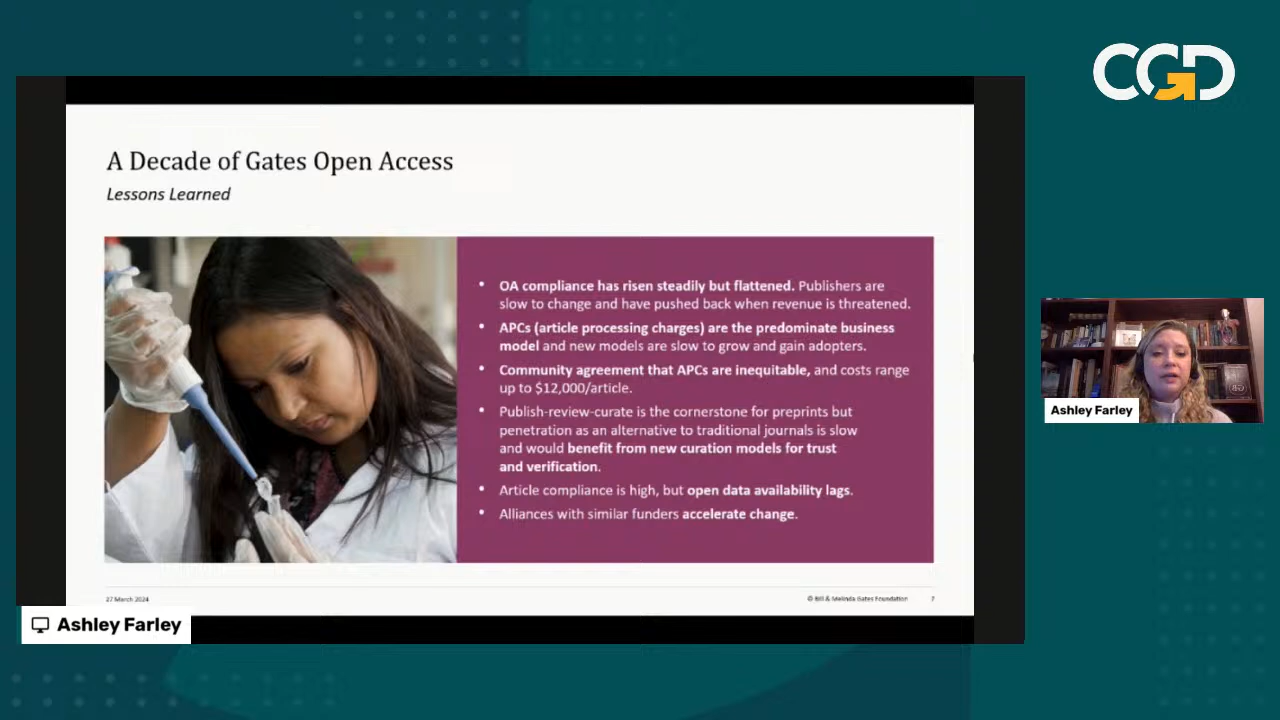 CGD
A Decade of Gates Open Access
Lessons Learned
• OA compliance has risen steadily but flattened. Publishers are
slow to change and have pushed back when revenue is threatened.
• APCs (article processing charges) are the predominate business
model and new models are slow to grow and gain adopters.
• Community agreement that APCs are inequitable, and costs range
up to $12,000/article.
• Publish-review-curate is the cornerstone for preprints but
penetration as an alternative to traditional journals is slow
and would benefit from new curation models for trust
and verification.
• Article compliance is high, but open data availability lags.
• Alliances with similar funders accelerate change.
27 March 2024
© Bill & Melinda Gates Foundation 7
Ashley Farley
Ashley Farley